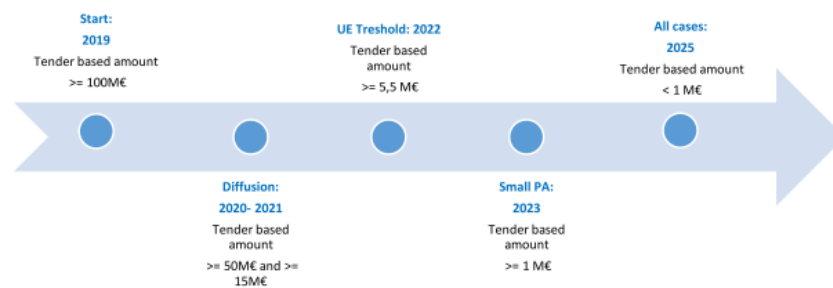 Start:
2019
Tender based amount
>= 100M€
Diffusion:
2020- 2021
Tender based
amount
>= 50M€ and >=
15M€
UE Treshold: 2022
Tender based
amount
>= 5,5 M€
Small PA:
2023
Tender based
amount
>= 1 M€
All cases:
2025
Tender based amount
< 1 M€